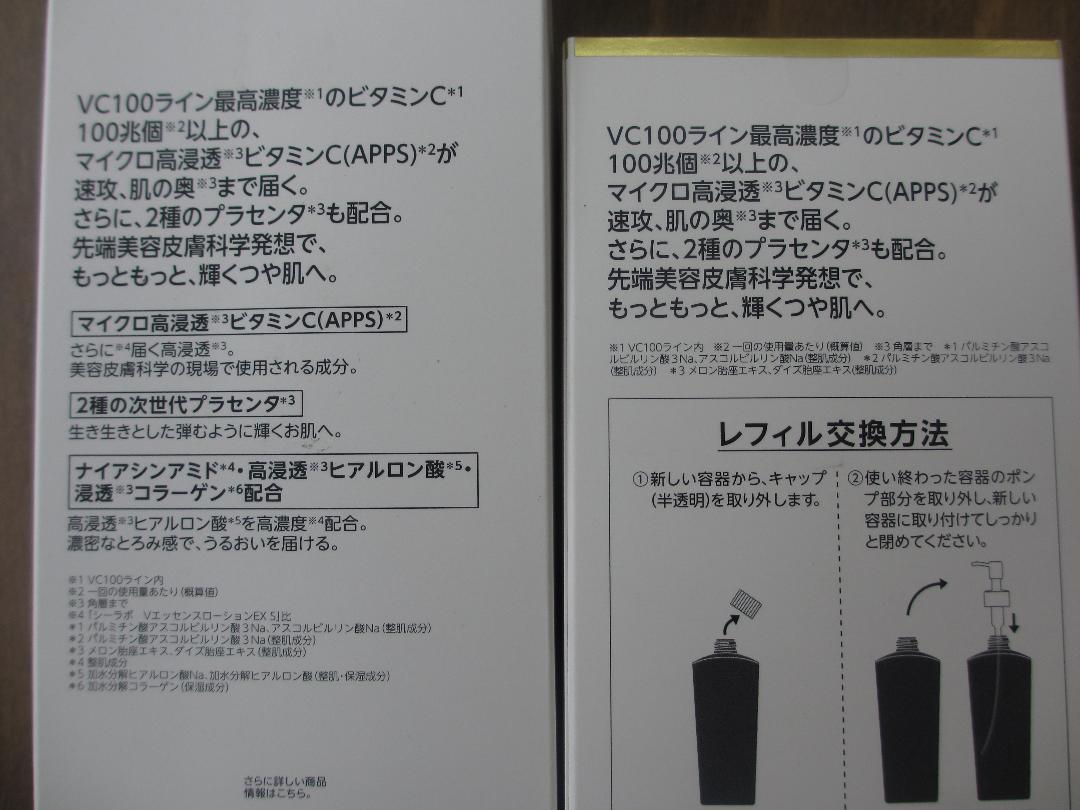 VC100ライン最高濃度※1のビタミンC*1
100兆個※2以上の、
マイクロ高浸透※3ビタミンC(APPS)*2が
速攻、肌の奥※3まで届く。
さらに、2種のプラセンタ*3も配合。
先端美容皮膚科学発想で、
もっともっと、輝くつや肌へ。
マイクロ高浸透※3ビタミンC(APPS)*2
さらに※4届く高浸透※3。
美容皮膚科学の現場で使用される成分。
2種の次世代プラセンタ*3
生き生きとした弾むように輝くお肌へ。
ナイアシンアミド*4・高浸透※3ヒアルロン酸*5・
浸透※3コラーゲン*6配合
高浸透※3ヒアルロン酸*5を高濃度※4配合。
濃密なとろみ感で、うるおいを届ける。
※1 VC100ライン内
※2 一回の使用量あたり(概算値)
※3 角層まで
※4「シーラボ VエッセンスローションEX 5」比
*1 パルミチン酸アスコルビルリン酸3Na、アスコルビルリン酸Na(整肌成分)
*2 パルミチン酸アスコルビルリン酸3Na(整肌成分)
*3 メロン胎座エキス、ダイズ胎座エキス(整肌成分)
*4 整肌成分
*5 加水分解ヒアルロン酸Na、加水分解ヒアルロン酸(整肌・保湿成分)
*6 加水分解コラーゲン(保湿成分)
さらに詳しい商品
情報はこちら。
VC100ライン最高濃度※1のビタミンC*1
100兆個※2以上の、
マイクロ高浸透※3ビタミンC(APPS)*2が
速攻、肌の奥※3まで届く。
さらに、2種のプラセンタ*3も配合。
先端美容皮膚科学発想で、
もっともっと、輝くつや肌へ。
※1 VC100ライン内 ※2 一回の使用量あたり(概算値) ※3 角層まで *1 パルミチン酸アスコ
ルビルリン酸3Na、アスコルビルリン酸Na(整肌成分) *2 パルミチン酸アスコルビルリン酸3Na
(整肌成分) *3 メロン胎座エキス、ダイズ胎座エキス(整肌成分)
レフィル交換方法
①新しい容器から、キャップ
(半透明)を取り外します。
②使い終わった容器のポン
プ部分を取り外し、新しい
容器に取り付けてしっかり
と閉めてください。